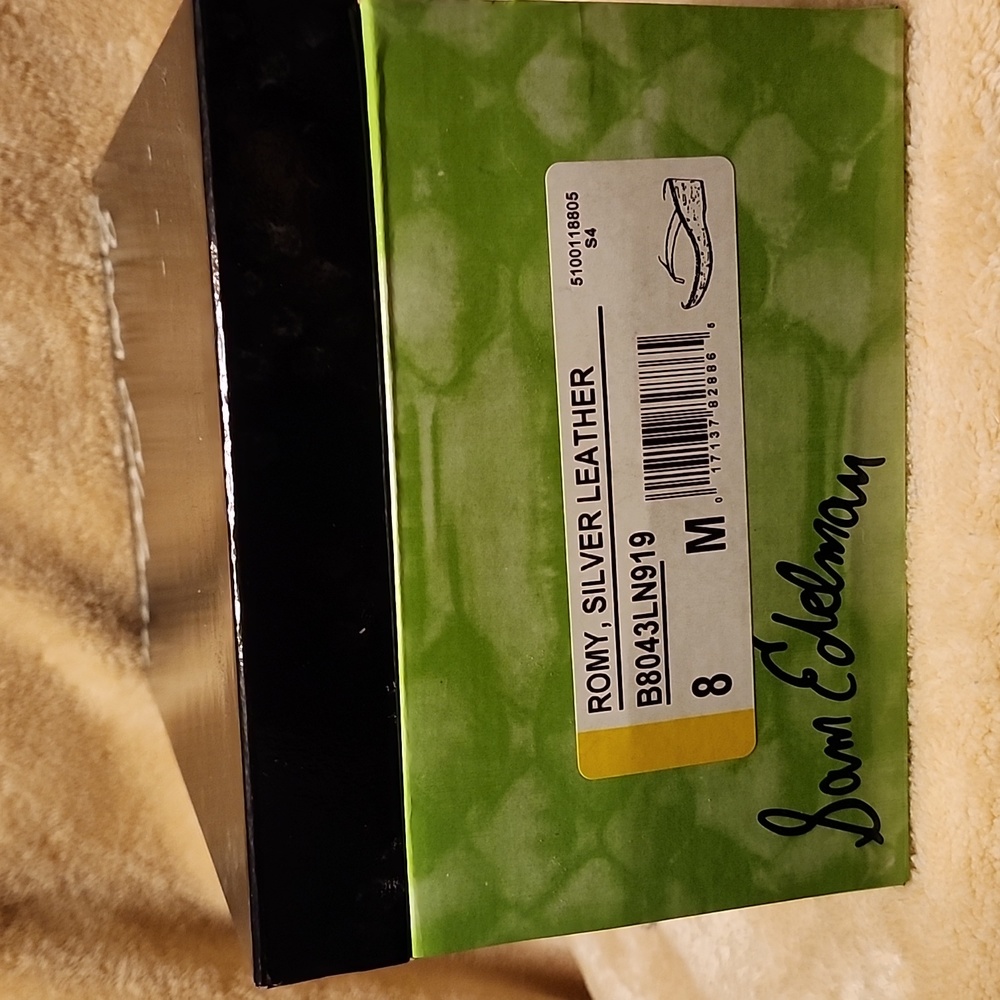 ROMY, SILVER LEATHER
5100118805
S4
B8043LN919
8 M
0 17137 82886 6
Sam Edelman